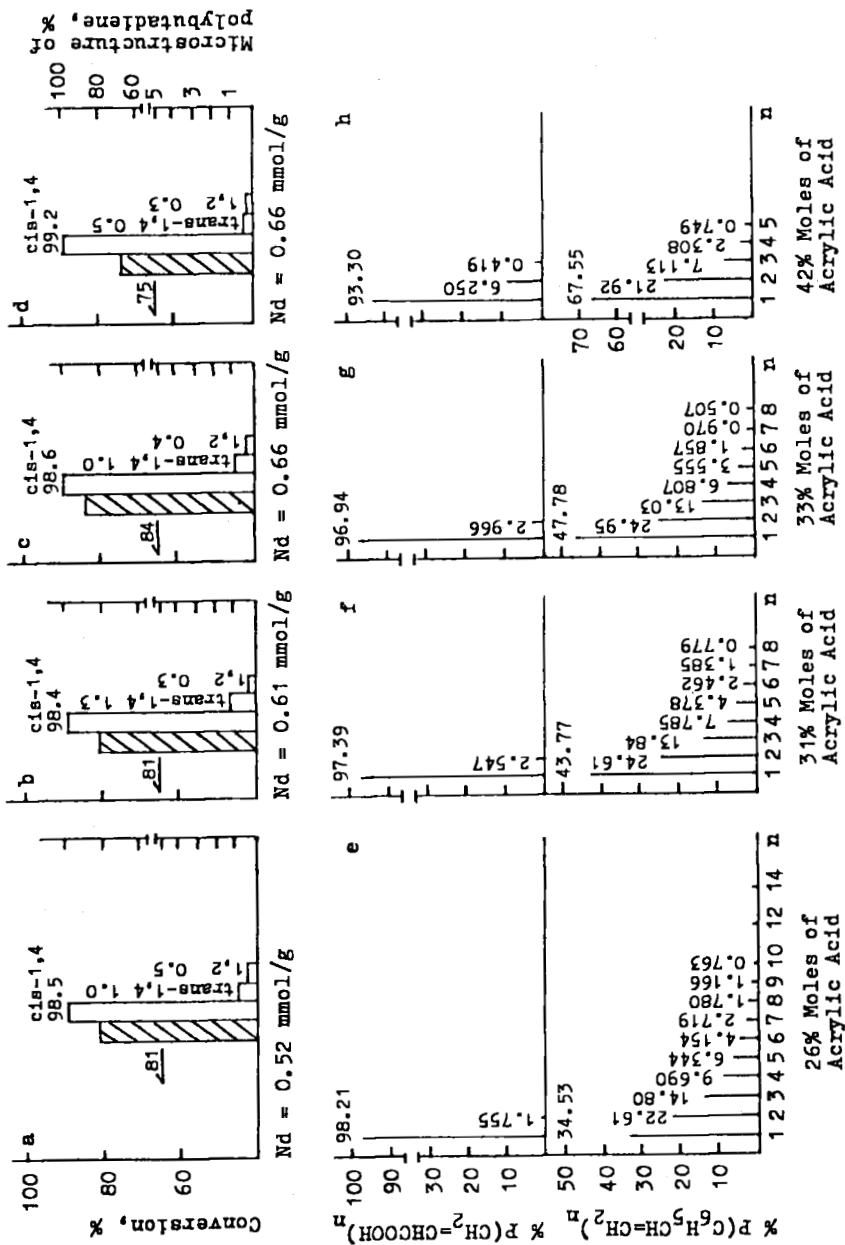 Conversion, %
100
80
60
a
81
cis-1,4
98.5
trans-1,4 1.0
1,2 0.5
Nd = 0.52 mmol/g
b
81
cis-1,4
98.4
trans-1,4 1.3
1,2 0.3
Nd = 0.61 mmol/g
c
84
cis-1,4
98.6
trans-1,4 1.0
1,2 0.4
Nd = 0.66 mmol/g
d
75
cis-1,4
99.2
trans-1,4 0.5
1,2 0.3
Nd = 0.66 mmol/g
100
80
60
5
3
1
Microstructure of
polybutadiene, %
% P(CH2=CHCOOH)n
100
90
30
20
10
e
98.21
1.755
f
97.39
2.547
g
96.94
2.966
h
93.30
6.250
0.419
% P(C6H5CH=CH2)n
50
40
30
20
10
34.53
22.61
14.80
9.690
6.344
4.154
2.719
1.780
1.166
0.763
1 2 3 4 5 6 7 8 9 10 12 14 n
26% Moles of
Acrylic Acid
43.77
24.61
13.84
7.785
4.378
2.462
1.385
0.779
1 2 3 4 5 6 7 8 n
31% Moles of
Acrylic Acid
47.78
24.95
13.03
6.807
3.555
1.857
0.970
0.507
1 2 3 4 5 6 7 8 n
33% Moles of
Acrylic Acid
70
60
20
10
67.55
21.92
7.113
2.308
0.749
1 2 3 4 5 n
42% Moles of
Acrylic Acid